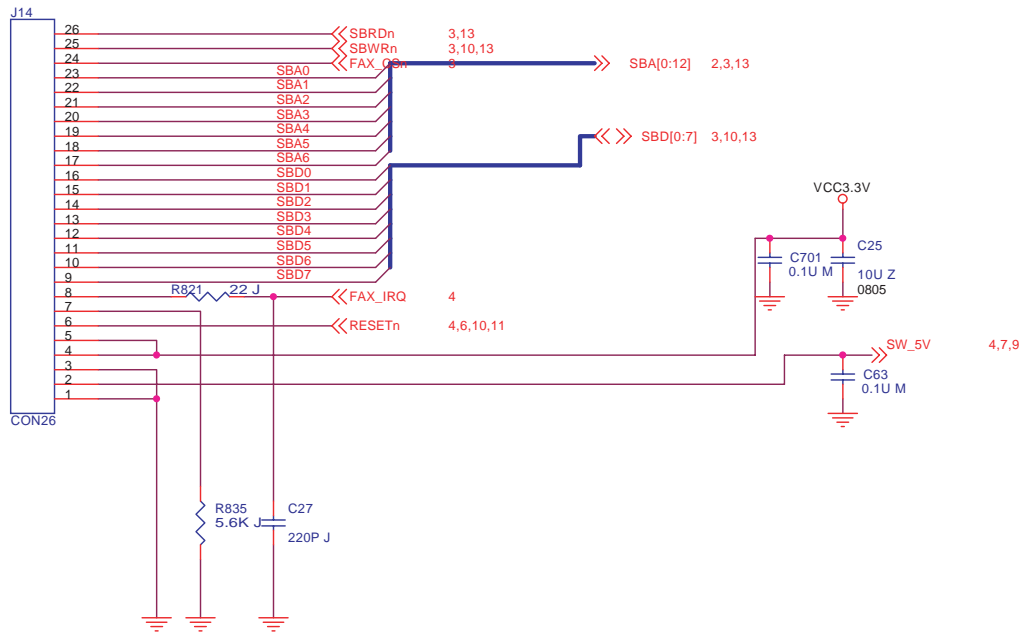 J14
26 SBRDn 3,13
25 SBWRn 3,10,13
24 FAX_CSn 3
23 SBA0 SBA[0:12] 2,3,13
22 SBA1
21 SBA2
20 SBA3
19 SBA4
18 SBA5 SBD[0:7] 3,10,13
17 SBA6
16 SBD0
15 SBD1 VCC3.3V
14 SBD2
13 SBD3
12 SBD4
11 SBD5 C701 C25
10 SBD6 0.1U M 10U Z
9 SBD7 0805
8 R821 22 J FAX_IRQ 4
7
6 RESETn 4,6,10,11
5
4 SW_5V 4,7,9
3 C63
2 0.1U M
1
CON26
R835 C27
5.6K J
220P J